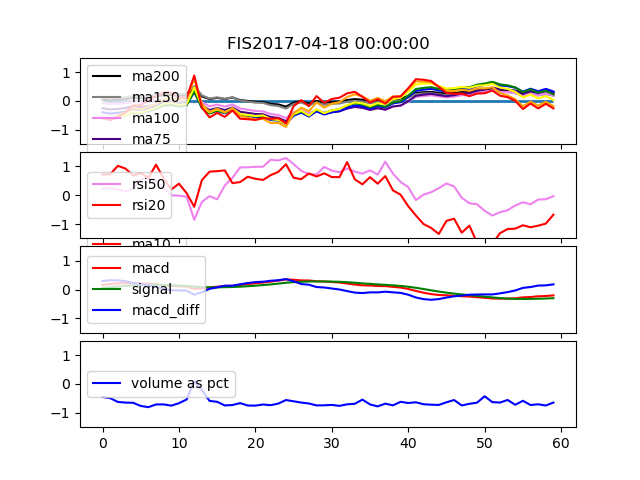 FIS2017-04-18 00:00:00
1
0
−1
ma200
ma150
ma100
ma75
1
0
−1
rsi50
rsi20
ma10
1
0
−1
macd
signal
macd_diff
1
0
−1
volume as pct
0 10 20 30 40 50 60